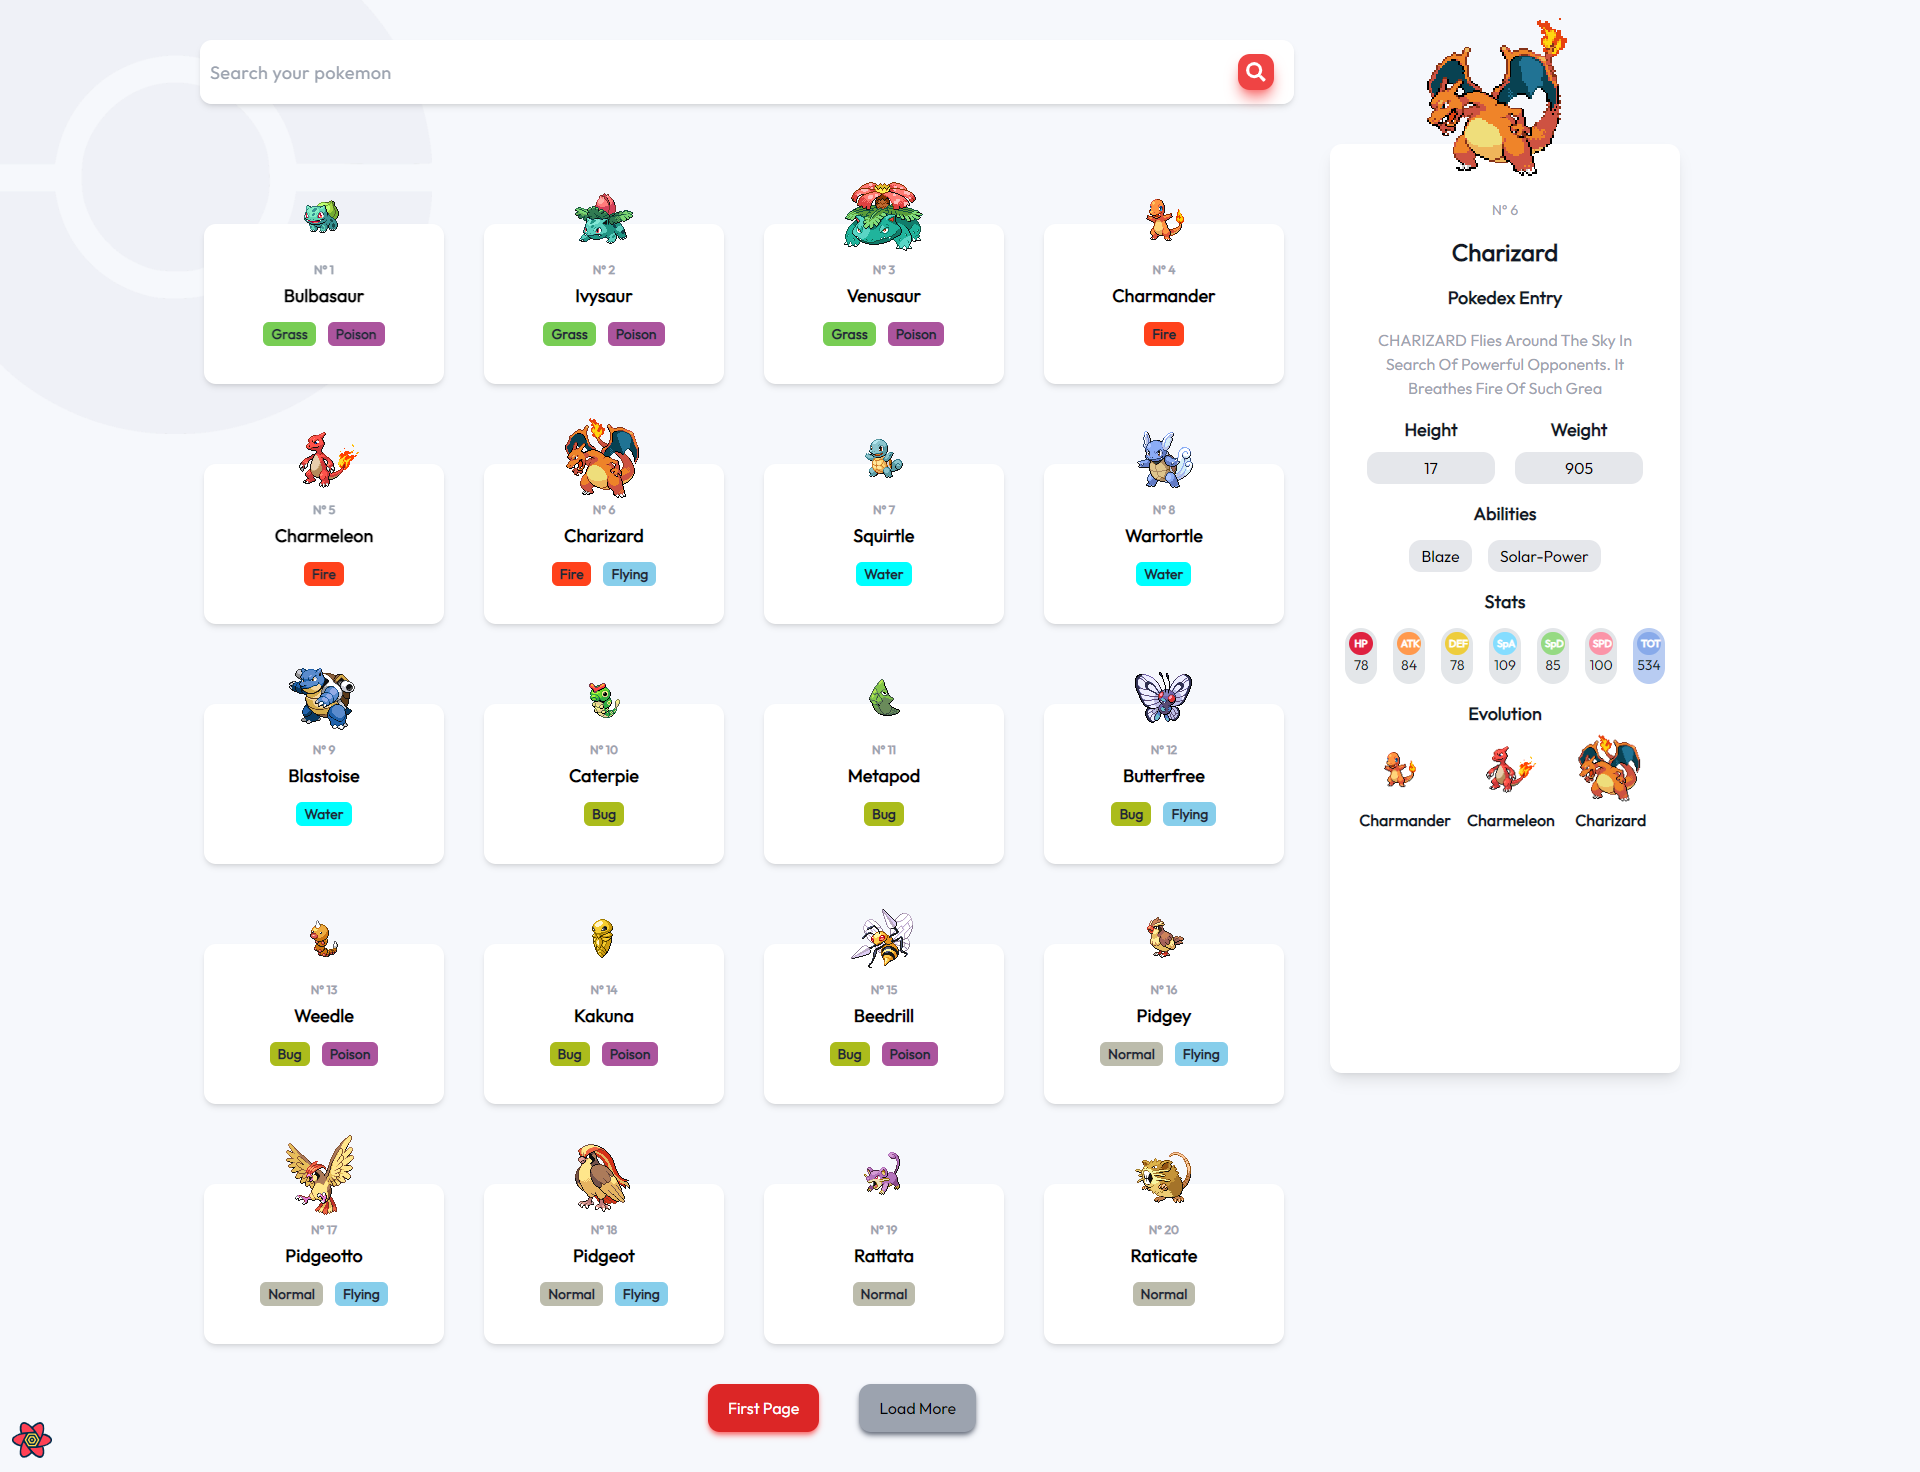 Search your pokemon
N° 1
Bulbasaur
Grass Poison
N° 2
Ivysaur
Grass Poison
N° 3
Venusaur
Grass Poison
N° 4
Charmander
Fire
N° 5
Charmeleon
Fire
N° 6
Charizard
Fire Flying
N° 7
Squirtle
Water
N° 8
Wartortle
Water
N° 9
Blastoise
Water
N° 10
Caterpie
Bug
N° 11
Metapod
Bug
N° 12
Butterfree
Bug Flying
N° 13
Weedle
Bug Poison
N° 14
Kakuna
Bug Poison
N° 15
Beedrill
Bug Poison
N° 16
Pidgey
Normal Flying
N° 17
Pidgeotto
Normal Flying
N° 18
Pidgeot
Normal Flying
N° 19
Rattata
Normal
N° 20
Raticate
Normal
First Page
Load More
N° 6
Charizard
Pokedex Entry
CHARIZARD Flies Around The Sky In
Search Of Powerful Opponents. It
Breathes Fire Of Such Grea
Height Weight
17 905
Abilities
Blaze Solar-Power
Stats
HP ATK DEF SpA SpD SPD TOT
78 84 78 109 85 100 534
Evolution
Charmander Charmeleon Charizard